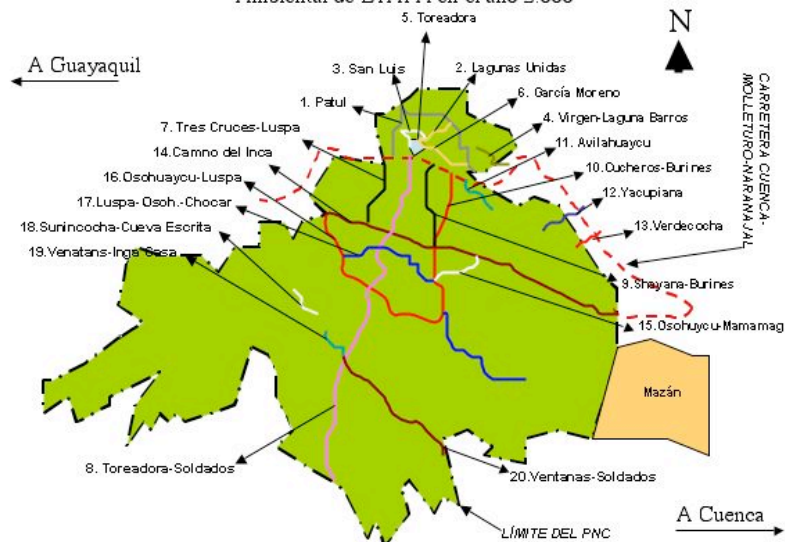 5. Toreadora
N
A Guayaquil
3. San Luis
2. Lagunas Unidas
6. García Moreno
1. Patul
4. Virgen-Laguna Barros
7. Tres Cruces-Luspa
11. Avilahuaycu
14.Camno del Inca
10.Cucheros-Burines
16.Osohuaycu-Luspa
12.Yacupiana
17.Luspa-Osoh.-Chocar
18.Sunincocha-Cueva Escrita
13.Verdecocha
19.Venatans-Inga Casa
9.Shayana-Burines
15.Osohuycu-Mamamag
CARRETERA CUENCA-
MOLLETURO-NARANAJAL
Mazán
8. Toreadora-Soldados
20.Ventanas-Soldados
A Cuenca
LÍMITE DEL PNC